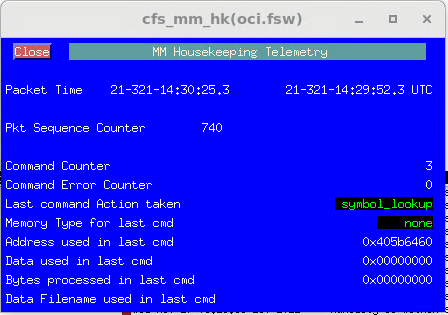 cfs_mm_hk(oci.fsw)
Close MM Housekeeping Telemetry
Packet Time 21-321-14:30:25.3 21-321-14:29:52.3 UTC
Pkt Sequence Counter 740
Command Counter 3
Command Error Counter 0
Last command Action taken symbol_lookup
Memory Type for last cmd none
Address used in last cmd 0x405b6460
Data used in last cmd 0x00000000
Bytes processed in last cmd 0x00000000
Data Filename used in last cmd